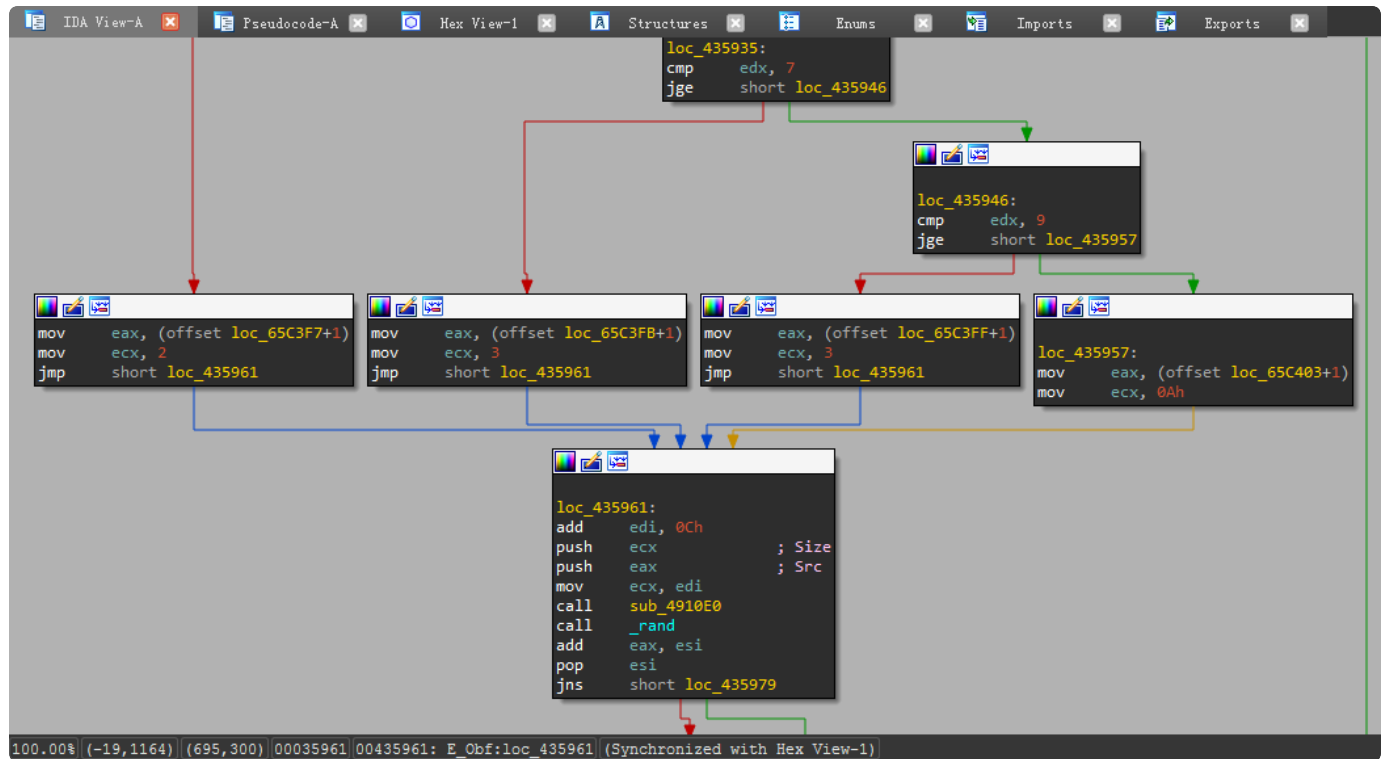 IDA View-A Pseudocode-A Hex View-1 Structures Enums Imports Exports
loc_435935:
cmp edx, 7
jge short loc_435946
loc_435946:
cmp edx, 9
jge short loc_435957
mov eax, (offset loc_65C3F7+1)
mov ecx, 2
jmp short loc_435961
mov eax, (offset loc_65C3FB+1)
mov ecx, 3
jmp short loc_435961
mov eax, (offset loc_65C3FF+1)
mov ecx, 3
jmp short loc_435961
loc_435957:
mov eax, (offset loc_65C403+1)
mov ecx, 0Ah
loc_435961:
add edi, 0Ch
push ecx ; Size
push eax ; Src
mov ecx, edi
call sub_4910E0
call _rand
add eax, esi
pop esi
jns short loc_435979
100.00% (-19,1164) (695,300) 00035961 00435961: E_Obf:loc_435961 (Synchronized with Hex View-1)